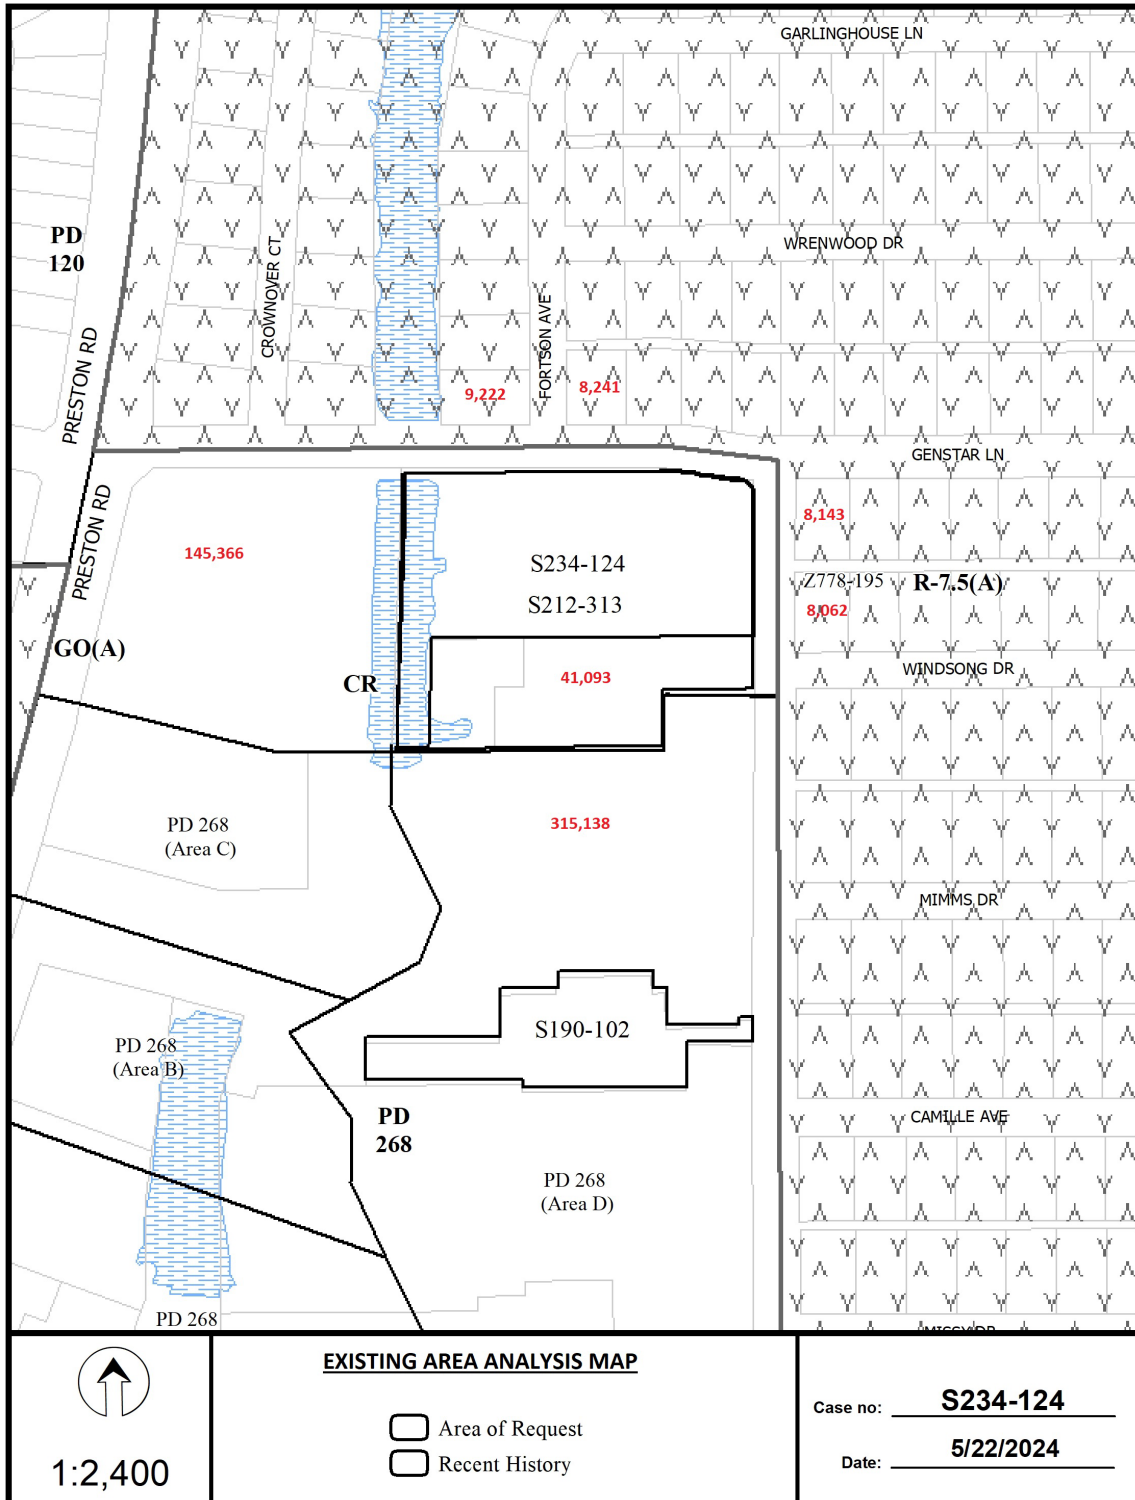 GARLINGHOUSE LN
PD
120
WRENWOOD DR
CROWNOVER CT
FORTSON AVE
PRESTON RD
9,222
8,241
GENSTAR LN
PRESTON RD
8,143
145,366
S234-124
S212-313
Z778-195
R-7.5(A)
8,062
GO(A)
CR
41,093
WINDSONG DR
PD 268
(Area C)
315,138
MIMMS DR
S190-102
PD 268
(Area B)
PD
268
CAMILLE AVE
PD 268
(Area D)
PD 268
MISSY DR
1:2,400
EXISTING AREA ANALYSIS MAP
Area of Request
Recent History
Case no: S234-124
Date: 5/22/2024